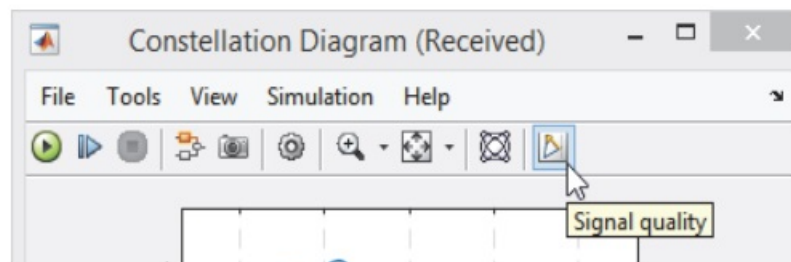 Constellation Diagram (Received)
File Tools View Simulation Help
Signal quality